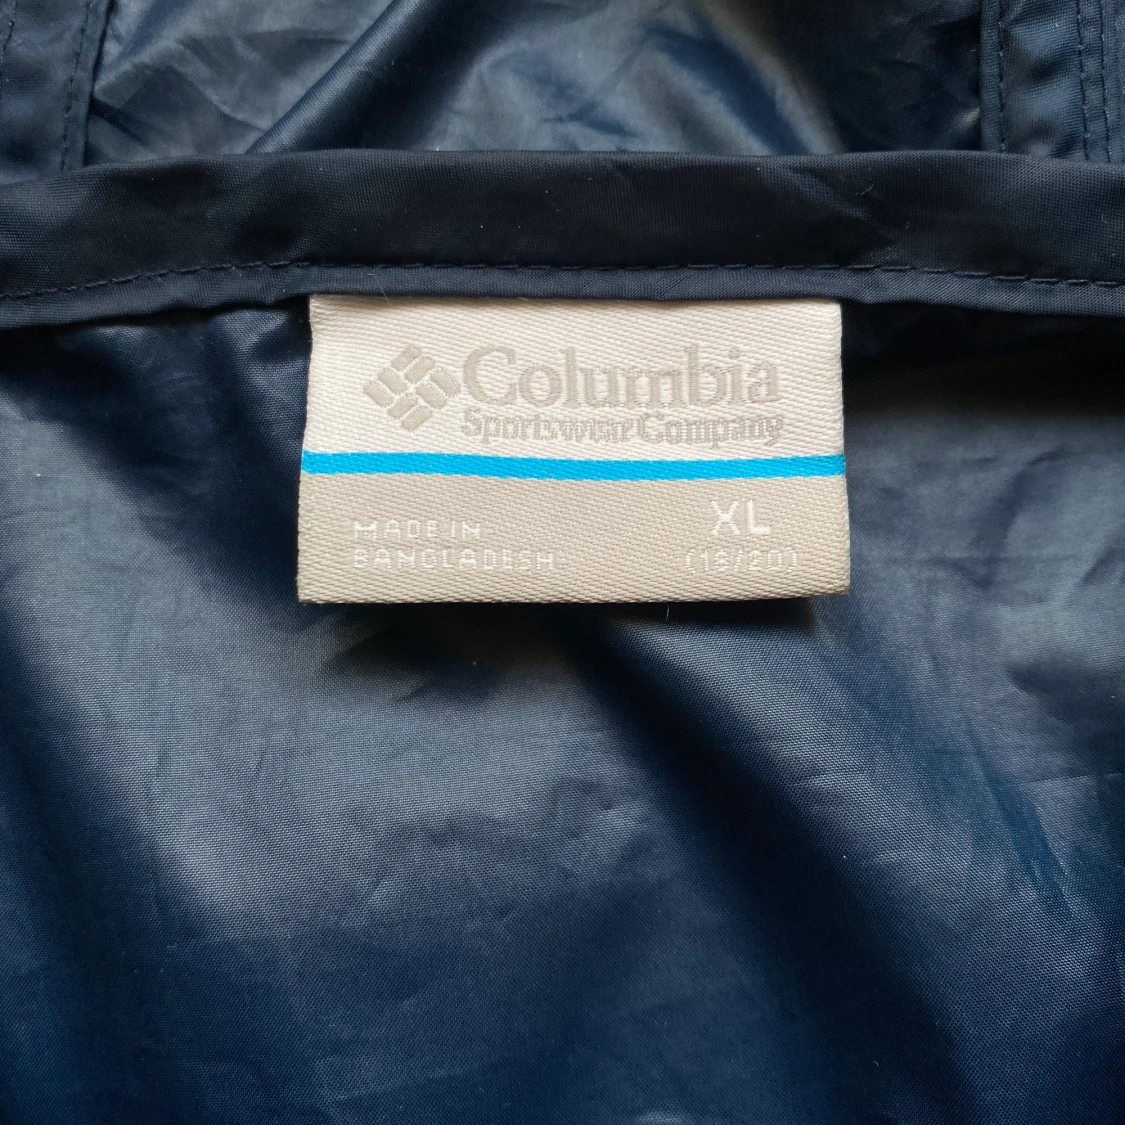 Columbia
Sportswear Company
XL
MADE IN
BANGLADESH
(18/20)